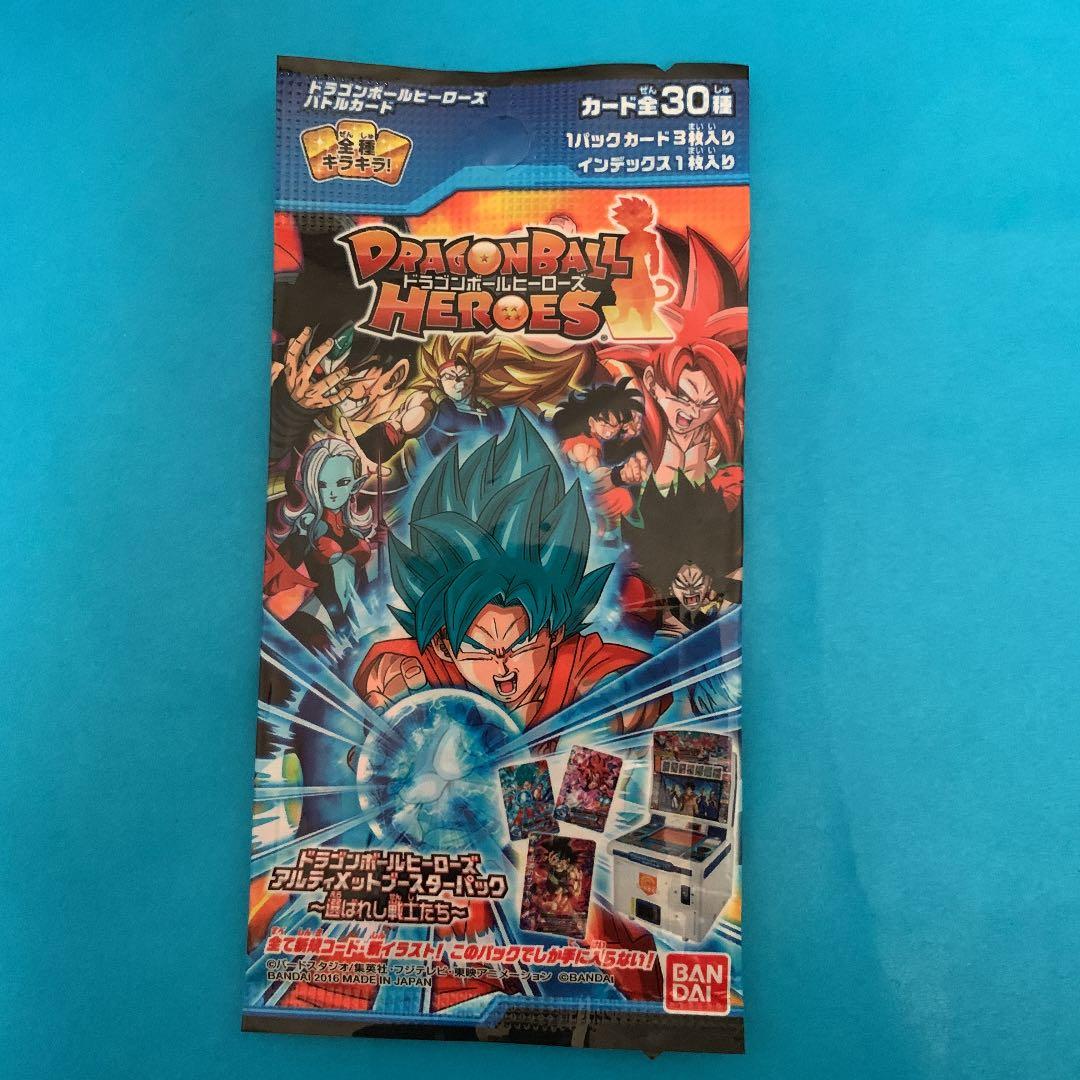 ドラゴンボールヒーローズ
バトルカード
全種
キラキラ!
カード全30種
1パックカード3枚入り
インデックス1枚入り
DRAGON BALL
ドラゴンボールヒーローズ
HEROES
ドラゴンボールヒーローズ
アルティメットブースターパック
~選ばれし戦士たち~
全て新規コード・新イラスト! このパックでしか手に入らない!
©バードスタジオ/集英社・フジテレビ・東映アニメーション ©BANDAI
BANDAI 2016 MADE IN JAPAN
BAN
DAI